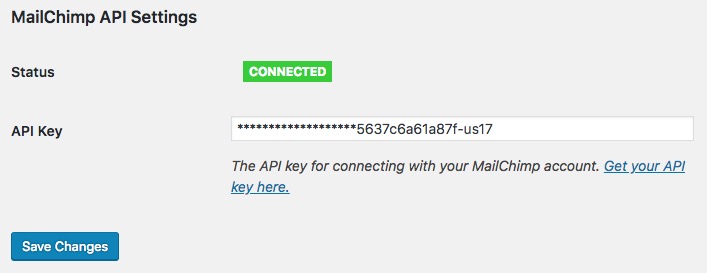 MailChimp API Settings
Status CONNECTED
API Key *******************5637c6a61a87f-us17
The API key for connecting with your MailChimp account. Get your API
key here.
Save Changes